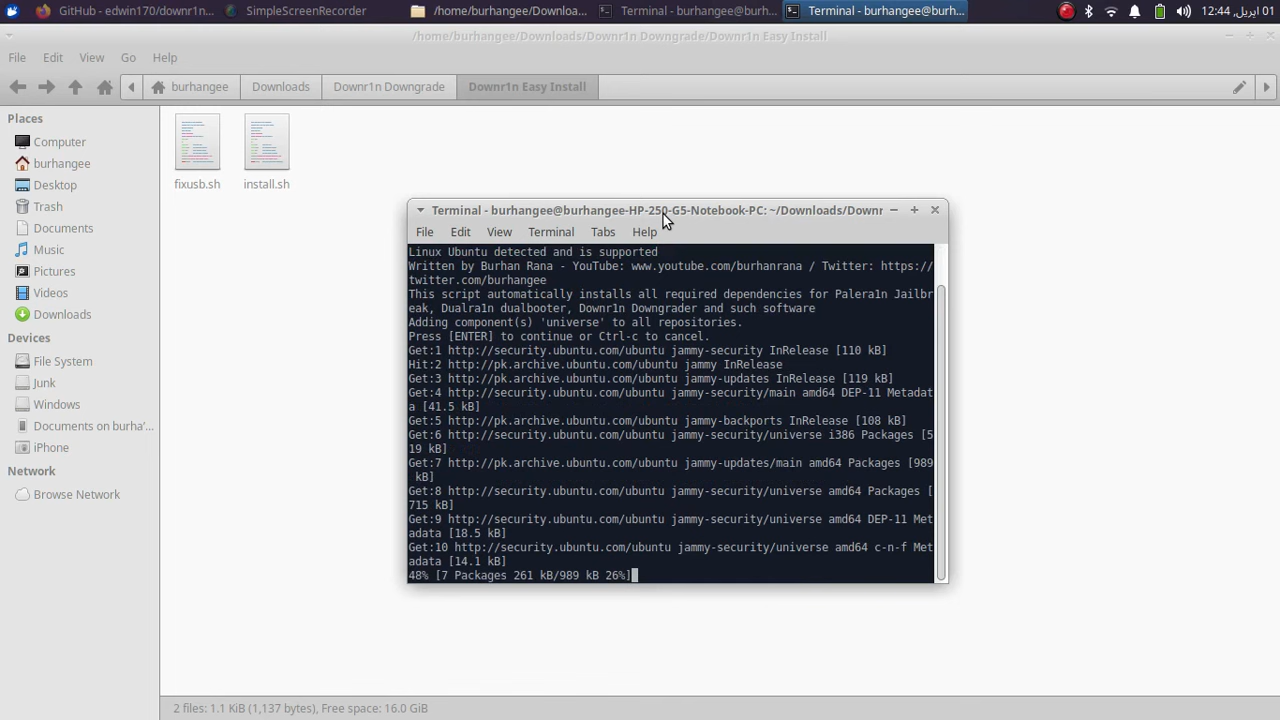 GitHub - edwin170/downr1n...
SimpleScreenRecorder
/home/burhangee/Downloa...
Terminal - burhangee@burh...
Terminal - burhangee@burh...
12:44 اپریل 01
/home/burhangee/Downloads/Downr1n Downgrade/Downr1n Easy Install
File Edit View Go Help
burhangee Downloads Downr1n Downgrade Downr1n Easy Install
Places
Computer
burhangee
Desktop
Trash
Documents
Music
Pictures
Videos
Downloads
Devices
File System
Junk
Windows
Documents on burha'...
iPhone
Network
Browse Network
fixusb.sh
install.sh
Terminal - burhangee@burhangee-HP-250-G5-Notebook-PC: ~/Downloads/Downr
File Edit View Terminal Tabs Help
Linux Ubuntu detected and is supported
Written by Burhan Rana - YouTube: www.youtube.com/burhanrana / Twitter: https://
twitter.com/burhangee
This script automatically installs all required dependencies for Palera1n Jailbr
eak, Dualra1n dualbooter, Downr1n Downgrader and such software
Adding component(s) 'universe' to all repositories.
Press [ENTER] to continue or Ctrl-c to cancel.
Get:1 http://security.ubuntu.com/ubuntu jammy-security InRelease [110 kB]
Hit:2 http://pk.archive.ubuntu.com/ubuntu jammy InRelease
Get:3 http://pk.archive.ubuntu.com/ubuntu jammy-updates InRelease [119 kB]
Get:4 http://security.ubuntu.com/ubuntu jammy-security/main amd64 DEP-11 Metadat
a [41.5 kB]
Get:5 http://pk.archive.ubuntu.com/ubuntu jammy-backports InRelease [108 kB]
Get:6 http://security.ubuntu.com/ubuntu jammy-security/universe i386 Packages [5
19 kB]
Get:7 http://pk.archive.ubuntu.com/ubuntu jammy-updates/main amd64 Packages [989
 kB]
Get:8 http://security.ubuntu.com/ubuntu jammy-security/universe amd64 Packages [
715 kB]
Get:9 http://security.ubuntu.com/ubuntu jammy-security/universe amd64 DEP-11 Met
adata [18.5 kB]
Get:10 http://security.ubuntu.com/ubuntu jammy-security/universe amd64 c-n-f Met
adata [14.1 kB]
48% [7 Packages 261 kB/989 kB 26%]
2 files: 1.1 KiB (1,137 bytes), Free space: 16.0 GiB